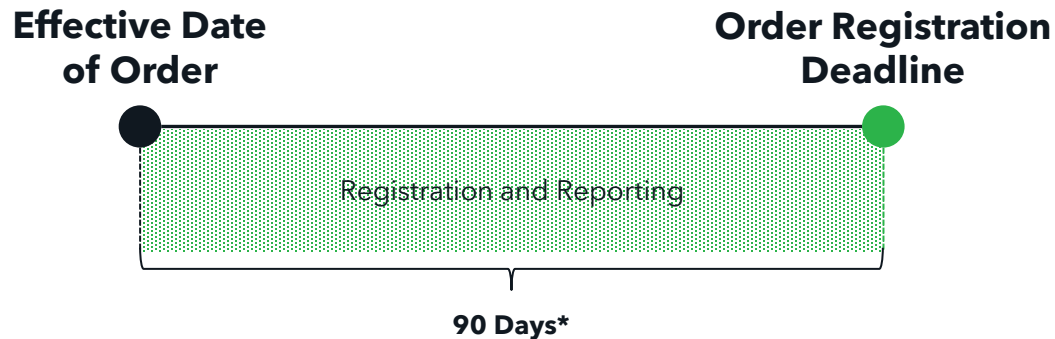 Effective Date
of Order
Order Registration
Deadline
Registration and Reporting
90 Days*